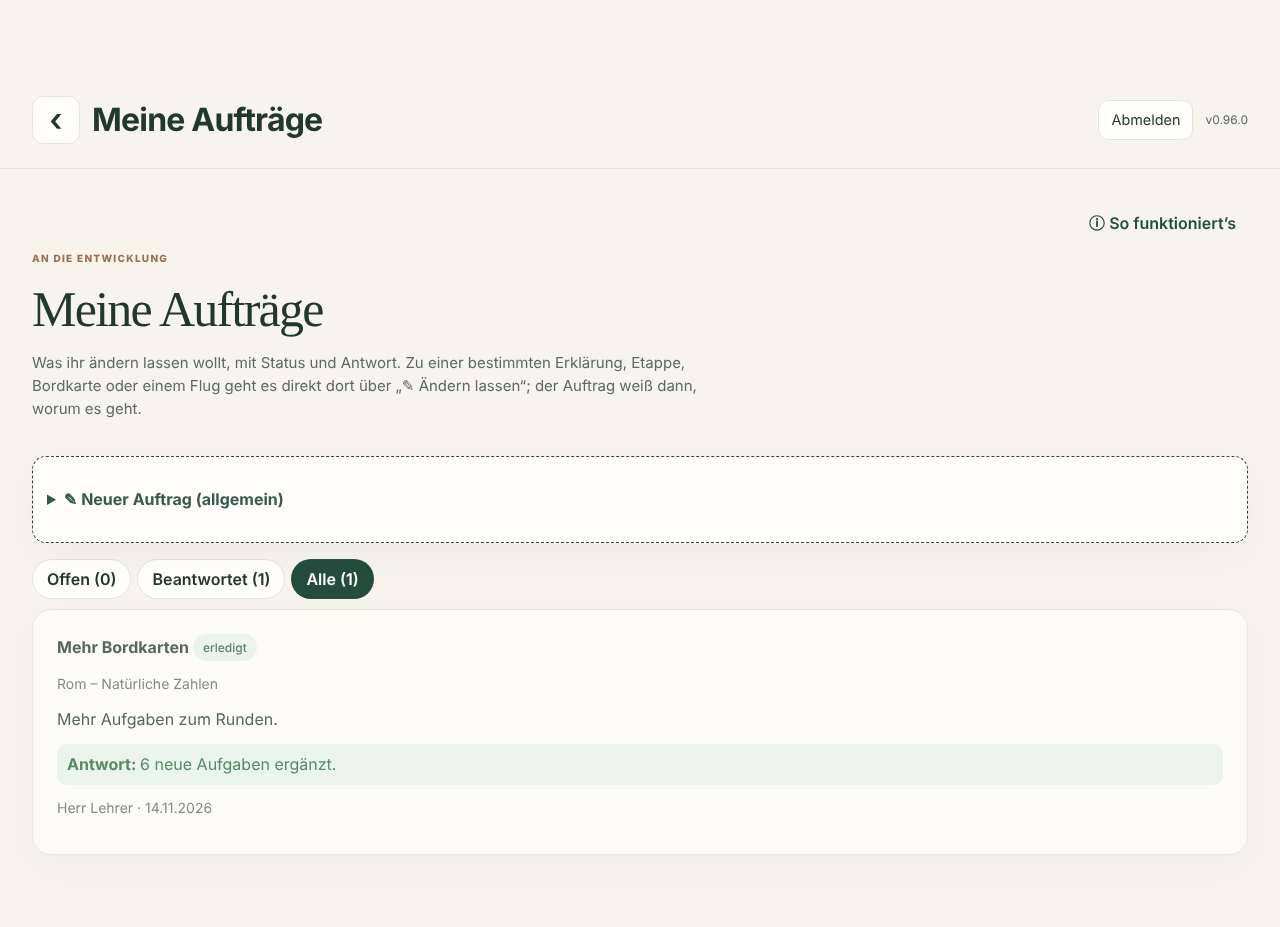 ‹ Meine Aufträge
Abmelden v0.96.0
ⓘ So funktioniert’s
AN DIE ENTWICKLUNG
Meine Aufträge
Was ihr ändern lassen wollt, mit Status und Antwort. Zu einer bestimmten Erklärung, Etappe,
Bordkarte oder einem Flug geht es direkt dort über „✎ Ändern lassen“; der Auftrag weiß dann,
worum es geht.
▶ ✎ Neuer Auftrag (allgemein)
Offen (0) Beantwortet (1) Alle (1)
Mehr Bordkarten erledigt
Rom – Natürliche Zahlen
Mehr Aufgaben zum Runden.
Antwort: 6 neue Aufgaben ergänzt.
Herr Lehrer · 14.11.2026